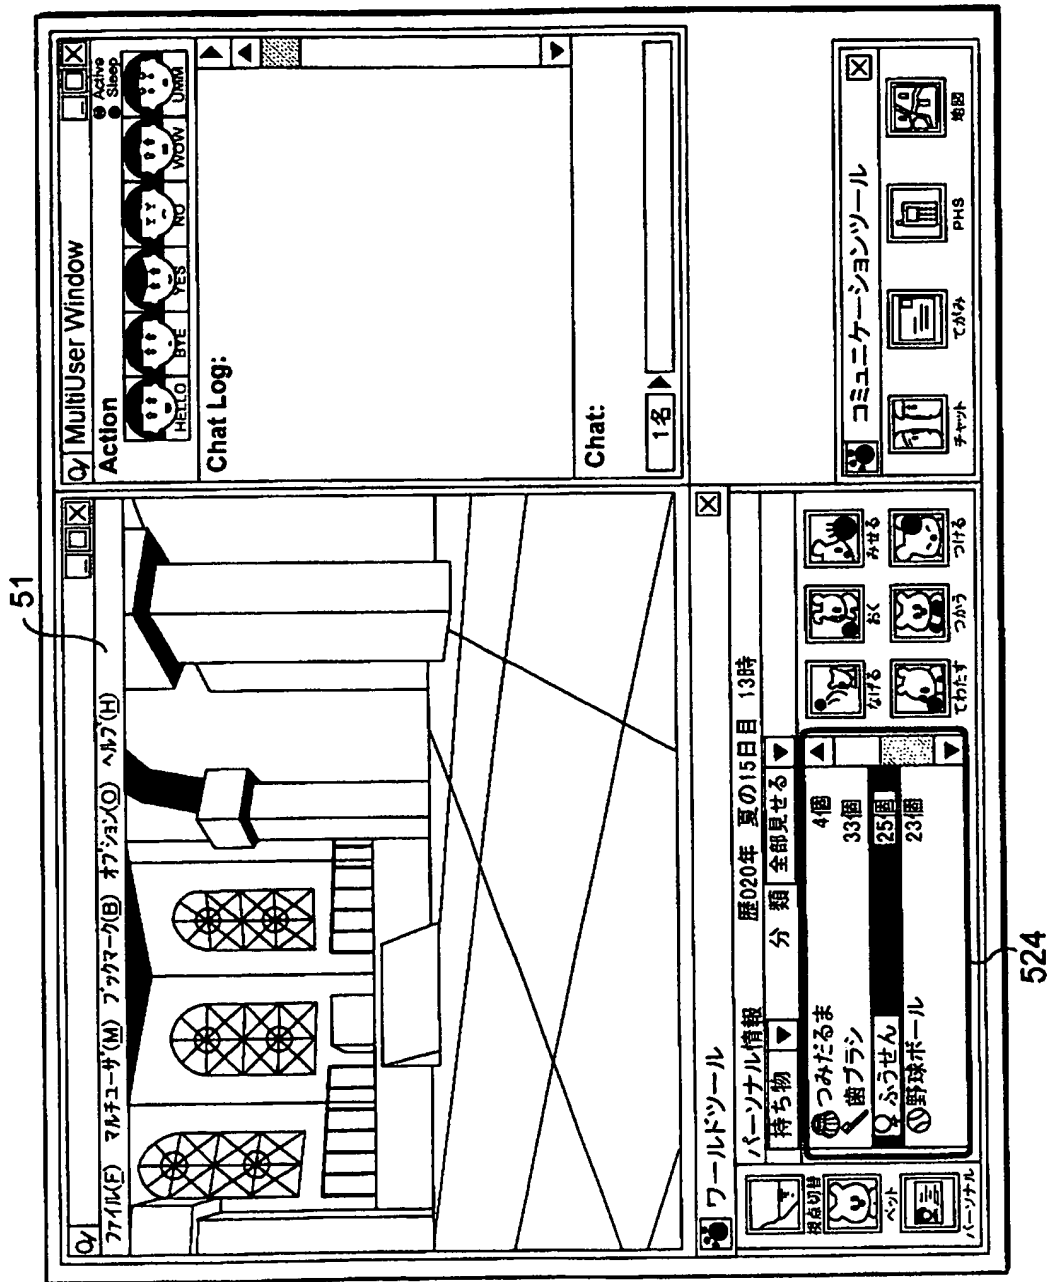 51
ファイル(F) マルチユーザ(M) ブックマーク(B) オプション(O) ヘルプ(H)
MultiUser Window
Action
Active
Sleep
HELLO BYE YES NO WOW UMM
Chat Log:
Chat:
1名
ワールドツール
視点切替
ペット
パーソナル
パーソナル情報 歴020年 夏の15日目 13時
持ち物 分 類 全部見せる
つみだるま 4個
歯ブラシ 33個
ふうせん 25個
野球ボール 23個
なげる おく みせる
てわたす つかう つける
コミュニケーションツール
チャット てがみ PHS 地図
524